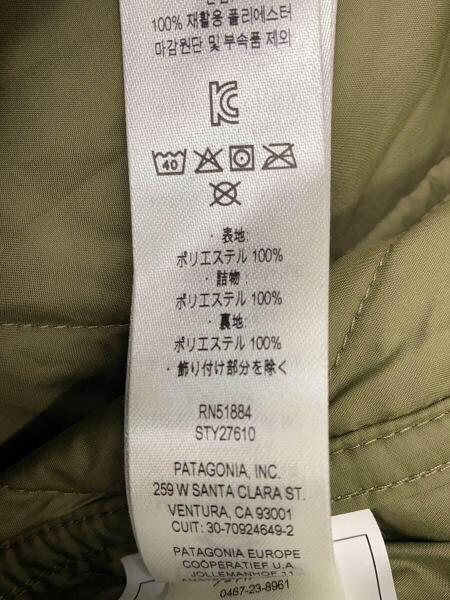 100% 재활용 폴리에스터
마감원단 및 부속품 제외
KC
40
・表地:
ポリエステル 100%
・詰物:
ポリエステル 100%
・裏地:
ポリエステル 100%
・飾り付け部分を除く
RN51884
STY27610
PATAGONIA, INC.
259 W SANTA CLARA ST.
VENTURA, CA 93001
CUIT: 30-70924649-2
PATAGONIA EUROPE
COÖPERATIEF U.A.
JOLLEMANHOF 11
0467-23-8961